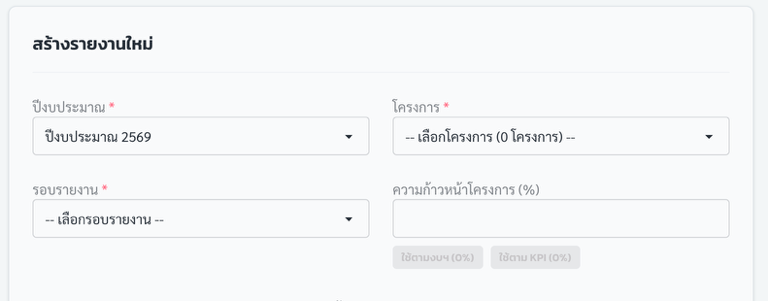 สร้างรายงานใหม่
ปีงบประมาณ *
โครงการ *
ปีงบประมาณ 2569
-- เลือกโครงการ (0 โครงการ) --
รอบรายงาน *
ความก้าวหน้าโครงการ (%)
-- เลือกรอบรายงาน --
ใช้ตามงบฯ (0%)
ใช้ตาม KPI (0%)